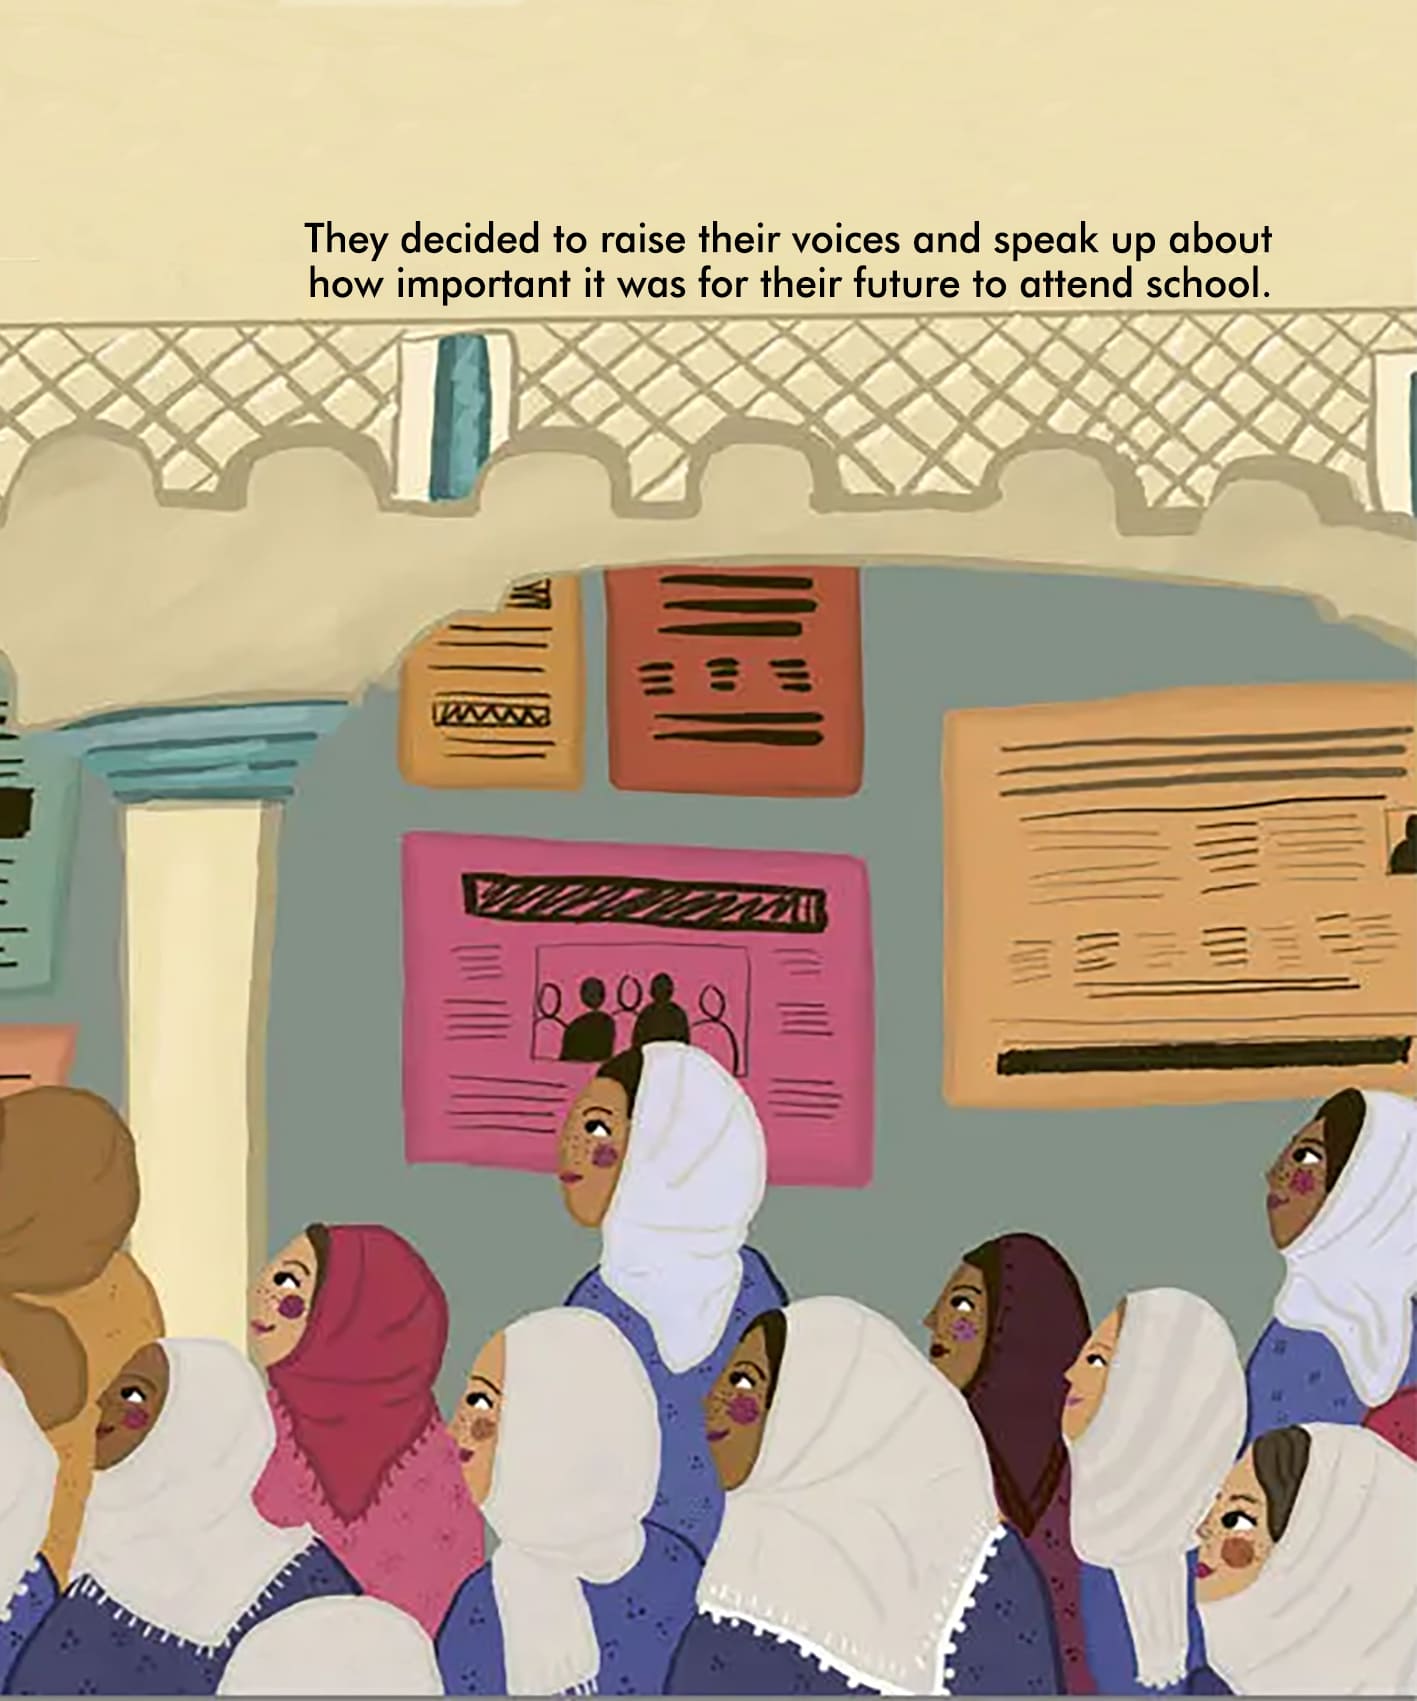 They decided to raise their voices and speak up about
how important it was for their future to attend school.